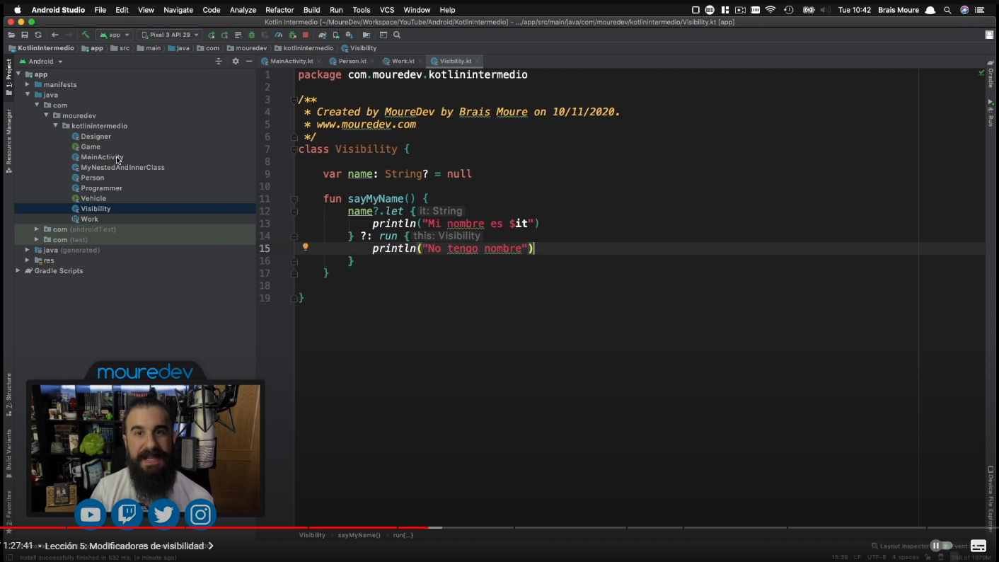 Android Studio File Edit View Navigate Code Analyze Refactor Build Run Tools VCS Window Help Tue 10:42 Brais Moure
Kotlin Intermedio [~/MoureDev/Workspace/YouTube/Android/KotlinIntermedio] - .../app/src/main/java/com/mouredev/kotlinintermedio/Visibility.kt [app]
app Pixel 3 API 29
KotlinIntermedio app src main java com mouredev kotlinintermedio Visibility
Android
MainActivity.kt Person.kt Work.kt Visibility.kt
1: Project
Resource Manager
Z: Structure
Build Variants
2: Favorites
app
manifests
java
com
mouredev
kotlinintermedio
Designer
Game
MainActivity
MyNestedAndInnerClass
Person
Programmer
Vehicle
Visibility
Work
com (androidTest)
com (test)
java (generated)
res
Gradle Scripts
1 package com.mouredev.kotlinintermedio
2
3 /**
4 * Created by MoureDev by Brais Moure on 10/11/2020.
5 * www.mouredev.com
6 */
7 class Visibility {
8
9 var name: String? = null
10
11 fun sayMyName() {
12 name?.let { it: String
13 println("Mi nombre es $it")
14 } ?: run { this: Visibility
15 println("No tengo nombre")
16 }
17 }
18
19 }
Gradle
4: Run
Device File Explorer
mouredev
Visibility sayMyName() run{...}
/ 1:27:41 • Lección 5: Modificadores de visibilidad
Layout Inspector Event
Install successfully finished in 532 ms. (a minute ago)
15:39 LF UTF-8 4 spaces of 1979M